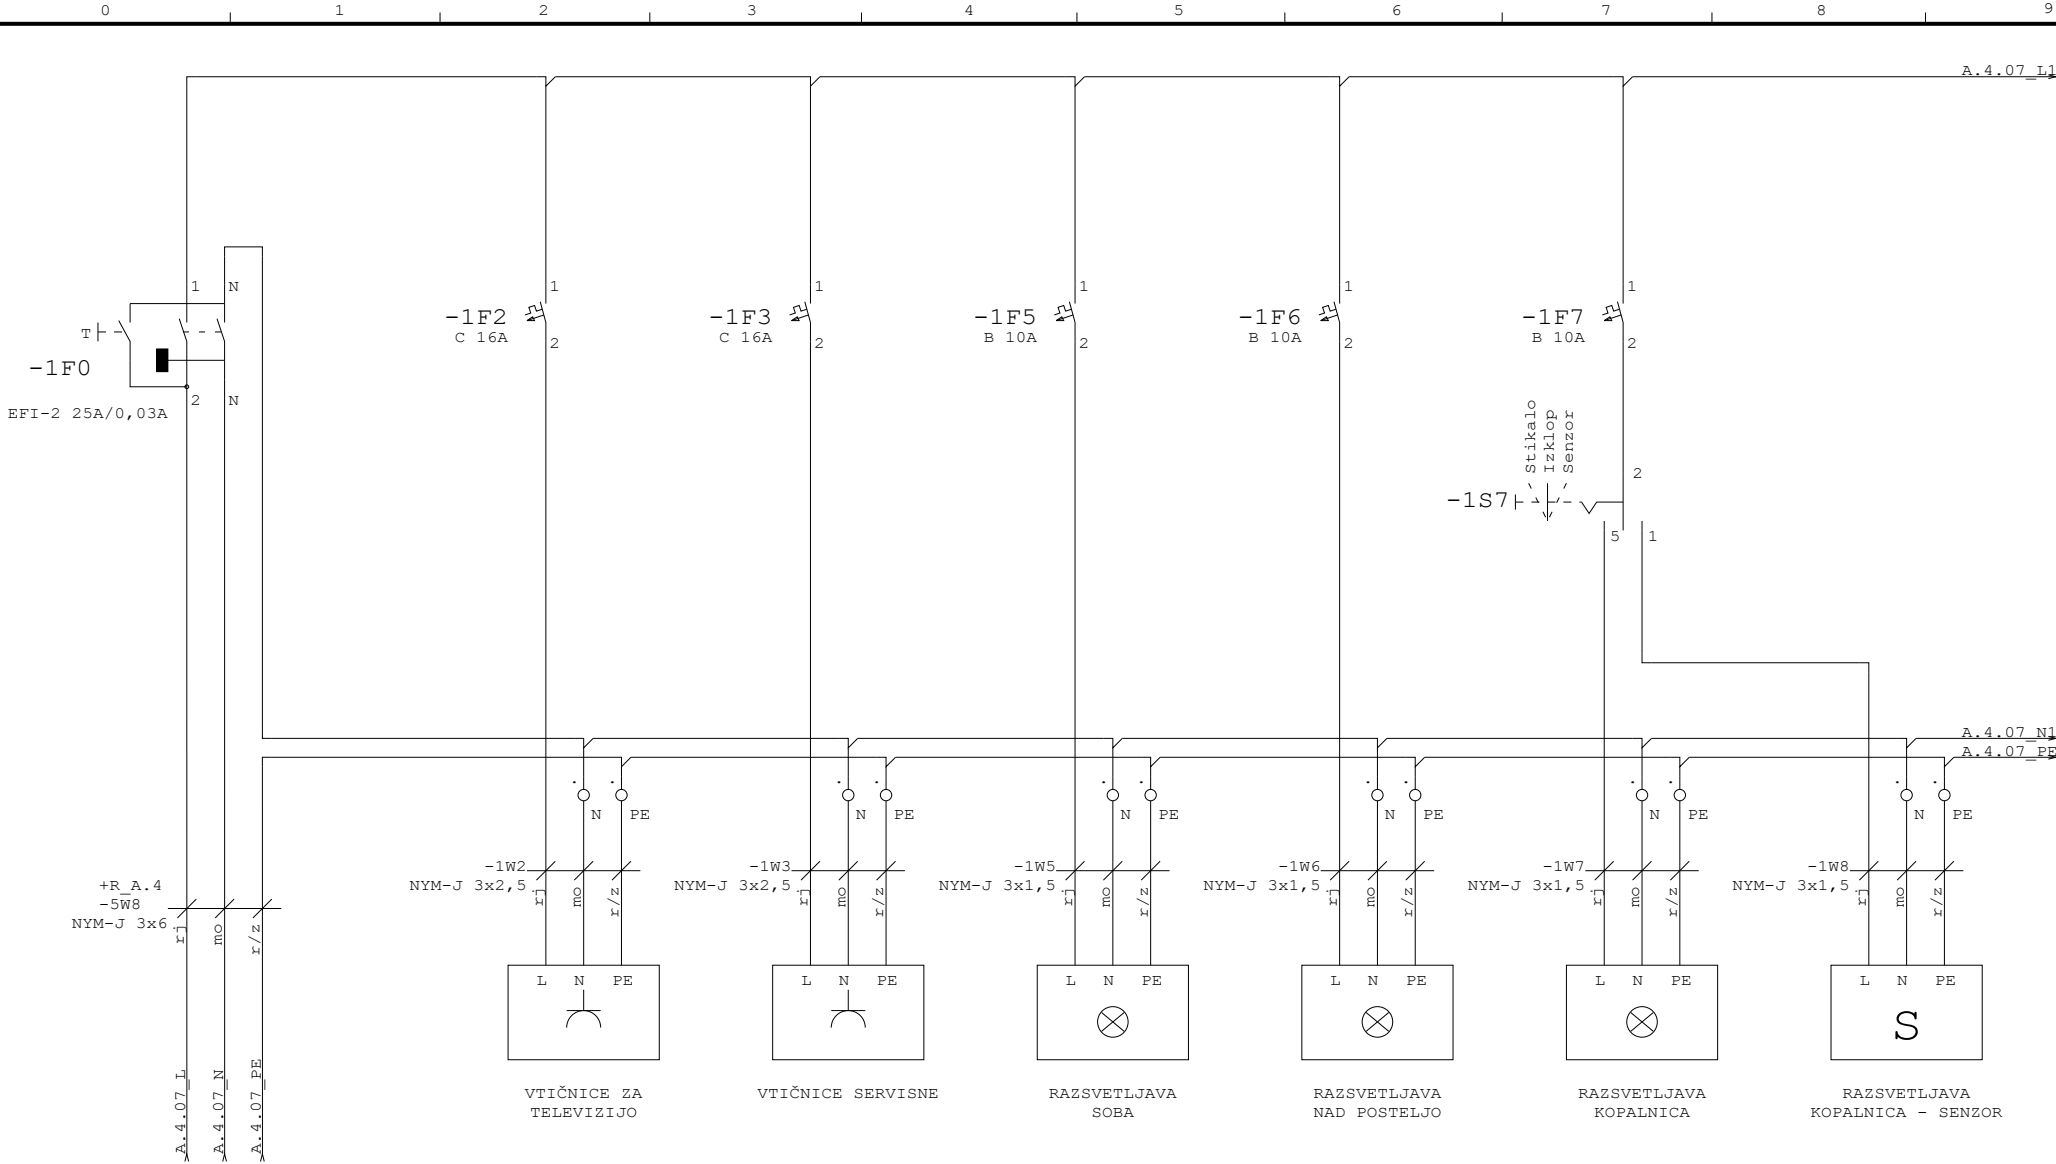 0 1 2 3 4 5 6 7 8 9
A.4.07_L1
1 N
T
-1F0
2 N
EFI-2 25A/0,03A
1
-1F2
C 16A
2
1
-1F3
C 16A
2
1
-1F5
B 10A
2
1
-1F6
B 10A
2
1
-1F7
B 10A
2
Stikalo
Izklop
Senzor
2
-1S7
5 1
A.4.07_N1
A.4.07_PE
N PE
N PE
N PE
N PE
N PE
N PE
+R_A.4
-5W8
NYM-J 3x6
rj mo r/z
-1W2
NYM-J 3x2,5
rj mo r/z
-1W3
NYM-J 3x2,5
rj mo r/z
-1W5
NYM-J 3x1,5
rj mo r/z
-1W6
NYM-J 3x1,5
rj mo r/z
-1W7
NYM-J 3x1,5
rj mo r/z
-1W8
NYM-J 3x1,5
rj mo r/z
A.4.07_L
A.4.07_N
A.4.07_PE
L N PE
VTIČNICE ZA
TELEVIZIJO
L N PE
VTIČNICE SERVISNE
L N PE
RAZSVETLJAVA
SOBA
L N PE
RAZSVETLJAVA
NAD POSTELJO
L N PE
RAZSVETLJAVA
KOPALNICA
L N PE
S
RAZSVETLJAVA
KOPALNICA - SENZOR